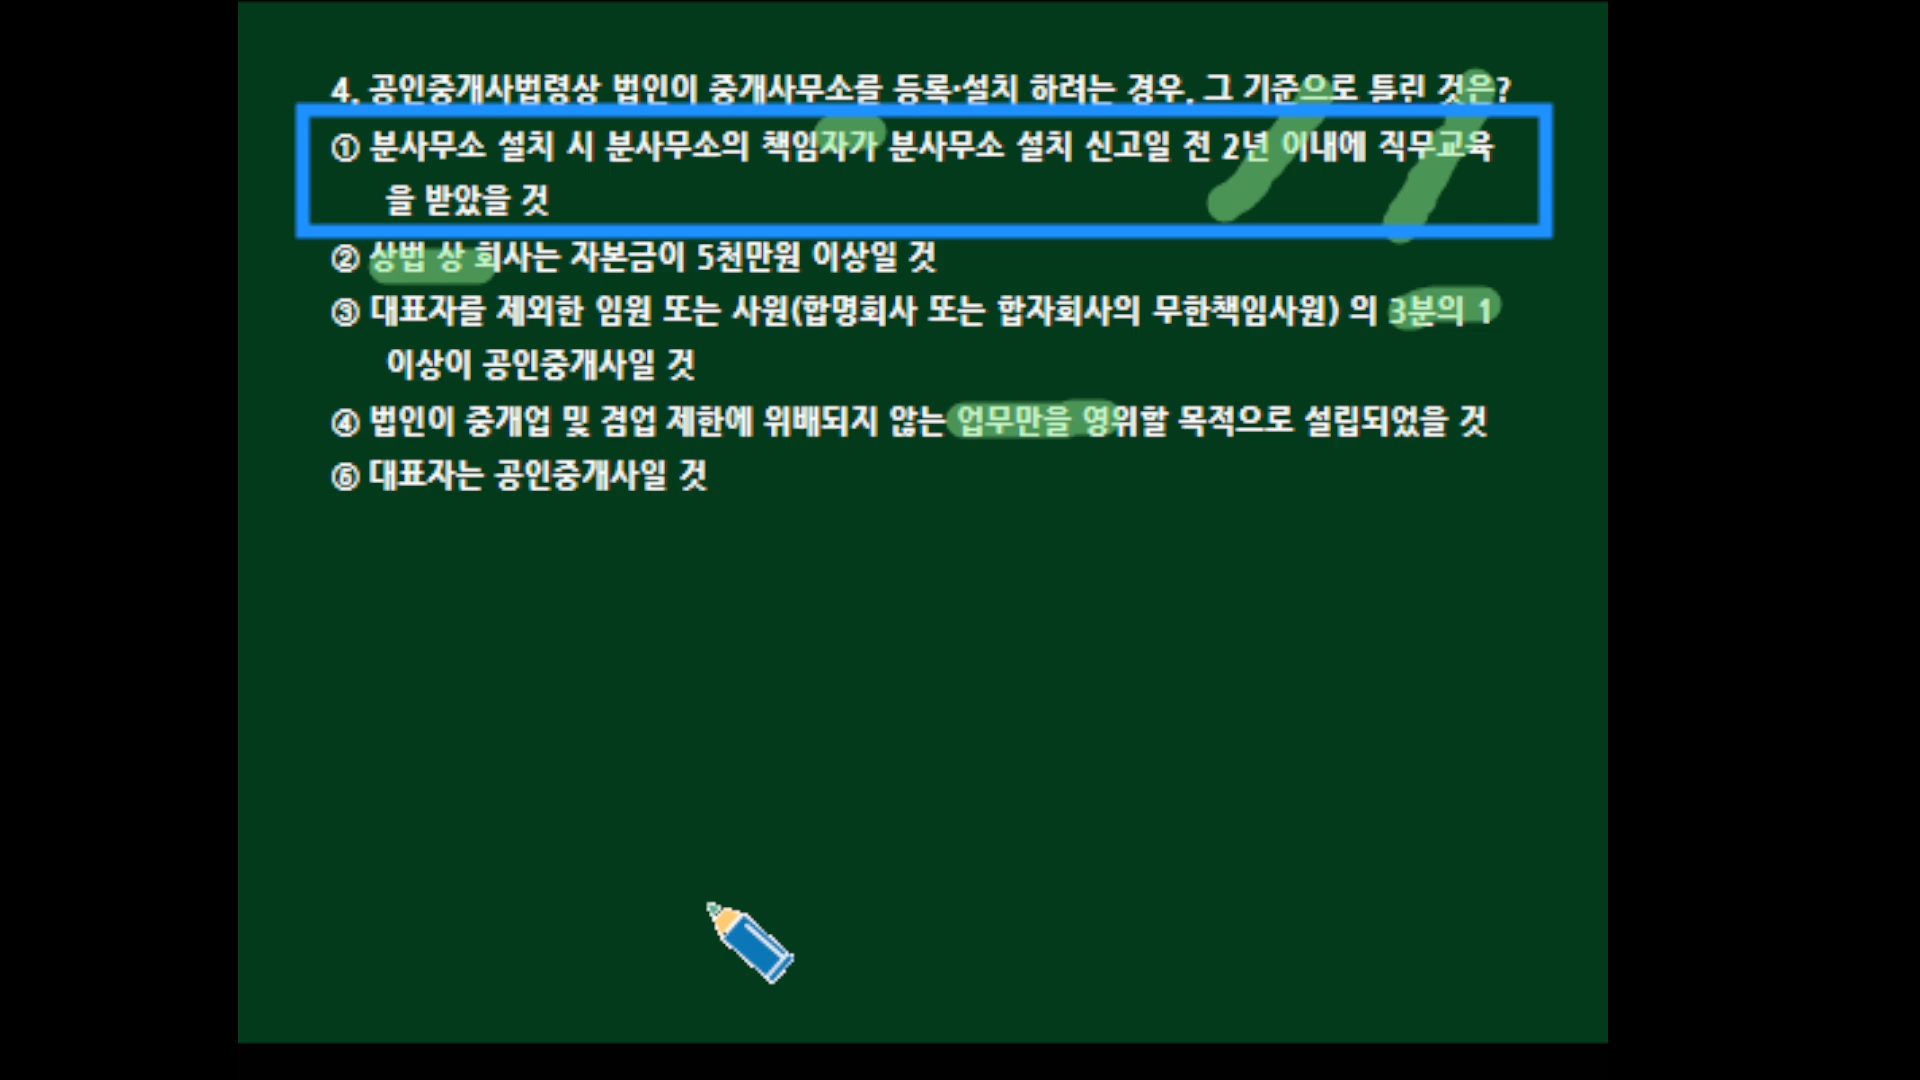 4. 공인중개사법령상 법인이 중개사무소를 등록·설치 하려는 경우, 그 기준으로 틀린 것은?
① 분사무소 설치 시 분사무소의 책임자가 분사무소 설치 신고일 전 2년 이내에 직무교육
을 받았을 것
② 상법 상 회사는 자본금이 5천만원 이상일 것
③ 대표자를 제외한 임원 또는 사원(합명회사 또는 합자회사의 무한책임사원) 의 3분의 1
이상이 공인중개사일 것
④ 법인이 중개업 및 겸업 제한에 위배되지 않는 업무만을 영위할 목적으로 설립되었을 것
⑤ 대표자는 공인중개사일 것